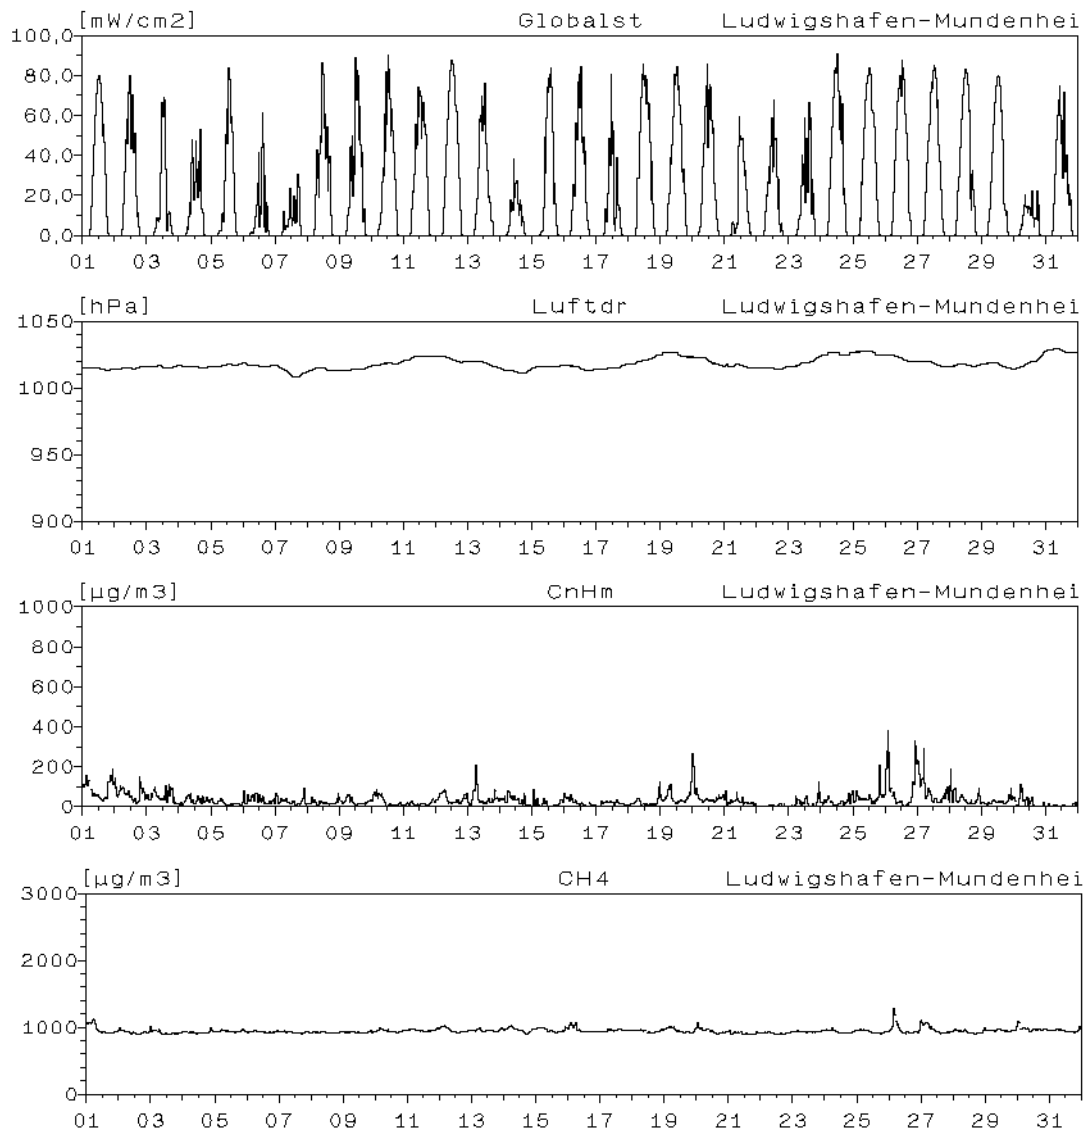 [mW/cm2] Globalst Ludwigshafen-Mundenhei
100,0
80,0
60,0
40,0
20,0
0,0
01 03 05 07 09 11 13 15 17 19 21 23 25 27 29 31
[hPa] Luftdr Ludwigshafen-Mundenhei
1050
1000
950
900
01 03 05 07 09 11 13 15 17 19 21 23 25 27 29 31
[µg/m3] CnHm Ludwigshafen-Mundenhei
1000
800
600
400
200
0
01 03 05 07 09 11 13 15 17 19 21 23 25 27 29 31
[µg/m3] CH4 Ludwigshafen-Mundenhei
3000
2000
1000
0
01 03 05 07 09 11 13 15 17 19 21 23 25 27 29 31